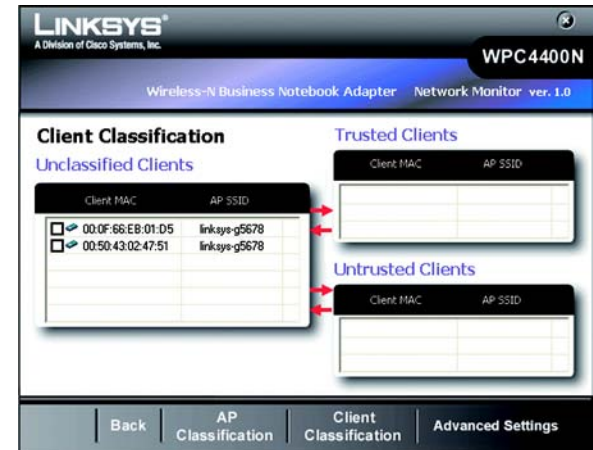 LINKSYS®
A Division of Cisco Systems, Inc.
WPC4400N
Wireless-N Business Notebook Adapter Network Monitor ver. 1.0
Client Classification
Unclassified Clients
Client MAC AP SSID
00:0F:66:EB:01:D5 linksys-g5678
00:50:43:02:47:51 linksys-g5678
Trusted Clients
Client MAC AP SSID
Untrusted Clients
Client MAC AP SSID
Back
AP
Classification
Client
Classification
Advanced Settings